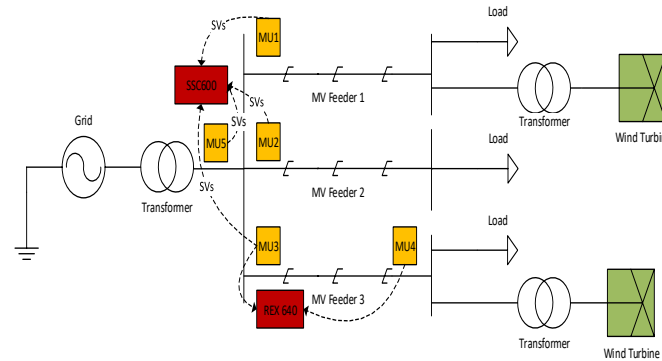 Load
SVs
MU1
SSC600
MV Feeder 1
SVs
SVs
Transformer
Wind Turbin
Grid
MU5
MU2
Load
SVs
Transformer
MV Feeder 2
Load
MU3
MU4
REX 640
MV Feeder 3
Transformer
Wind Turbine